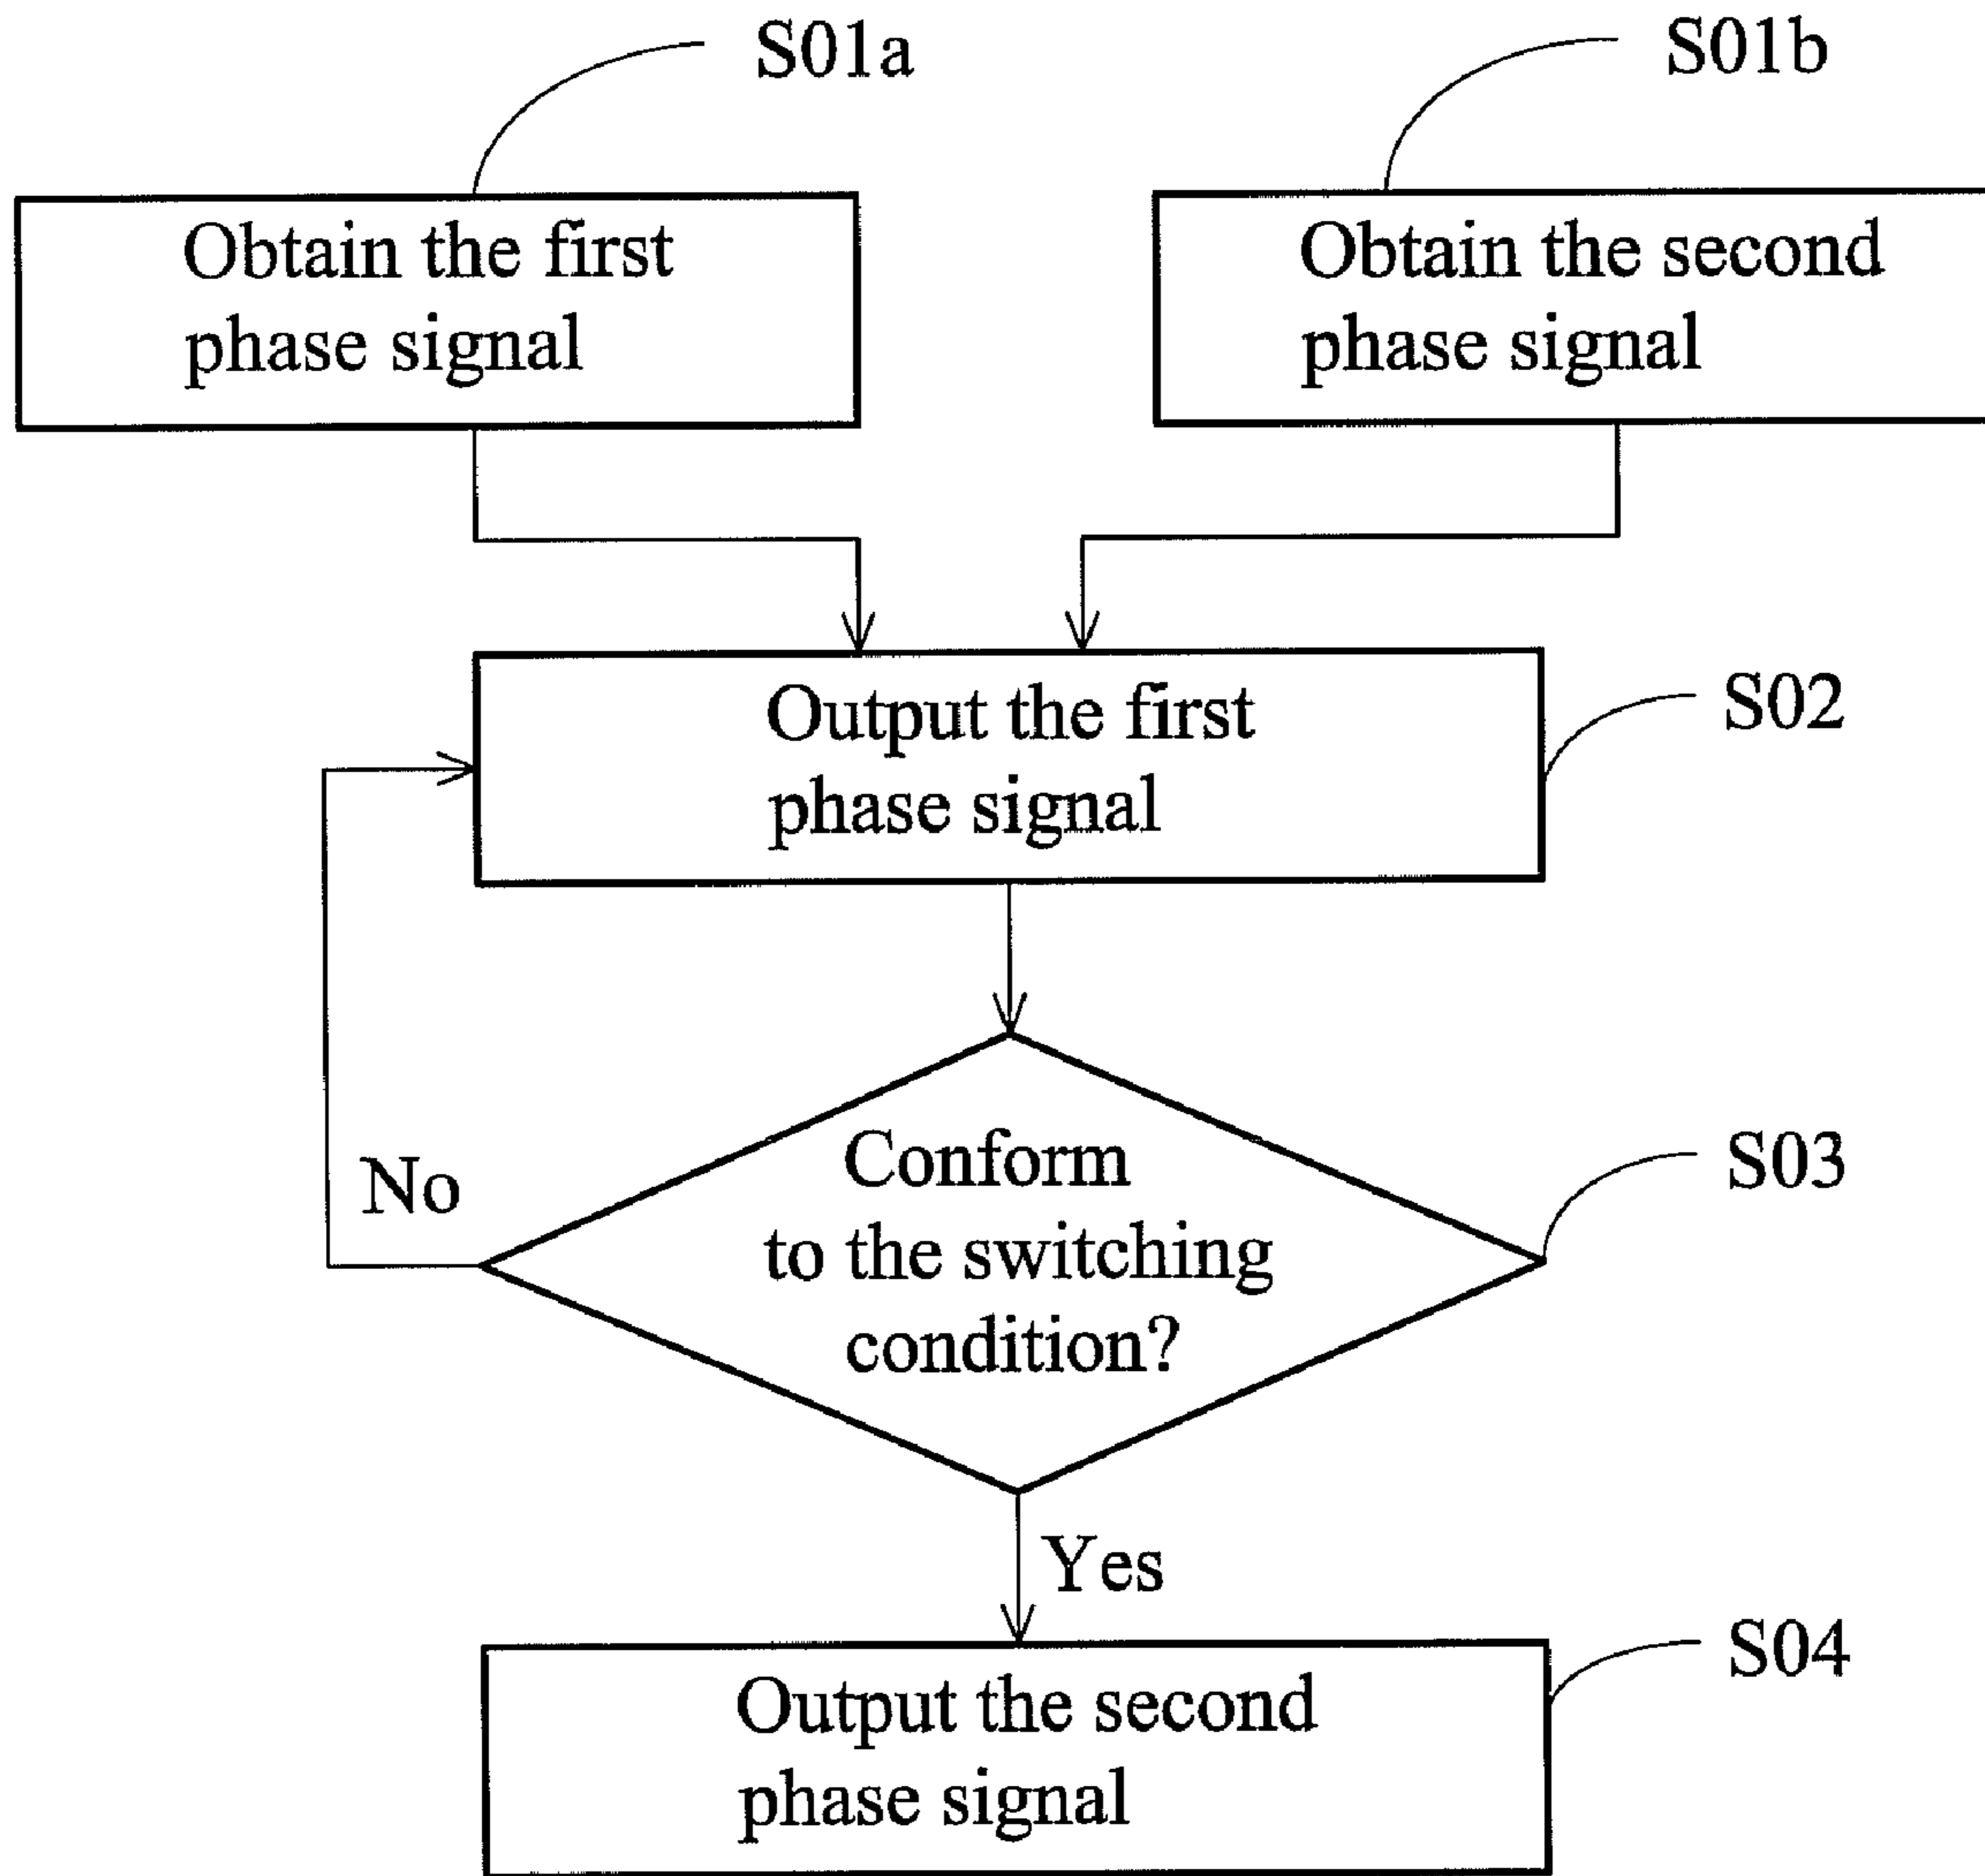 S01a
S01b
Obtain the first
phase signal
Obtain the second
phase signal
Output the first
phase signal
S02
Conform
to the switching
condition?
S03
No
Yes
Output the second
phase signal
S04